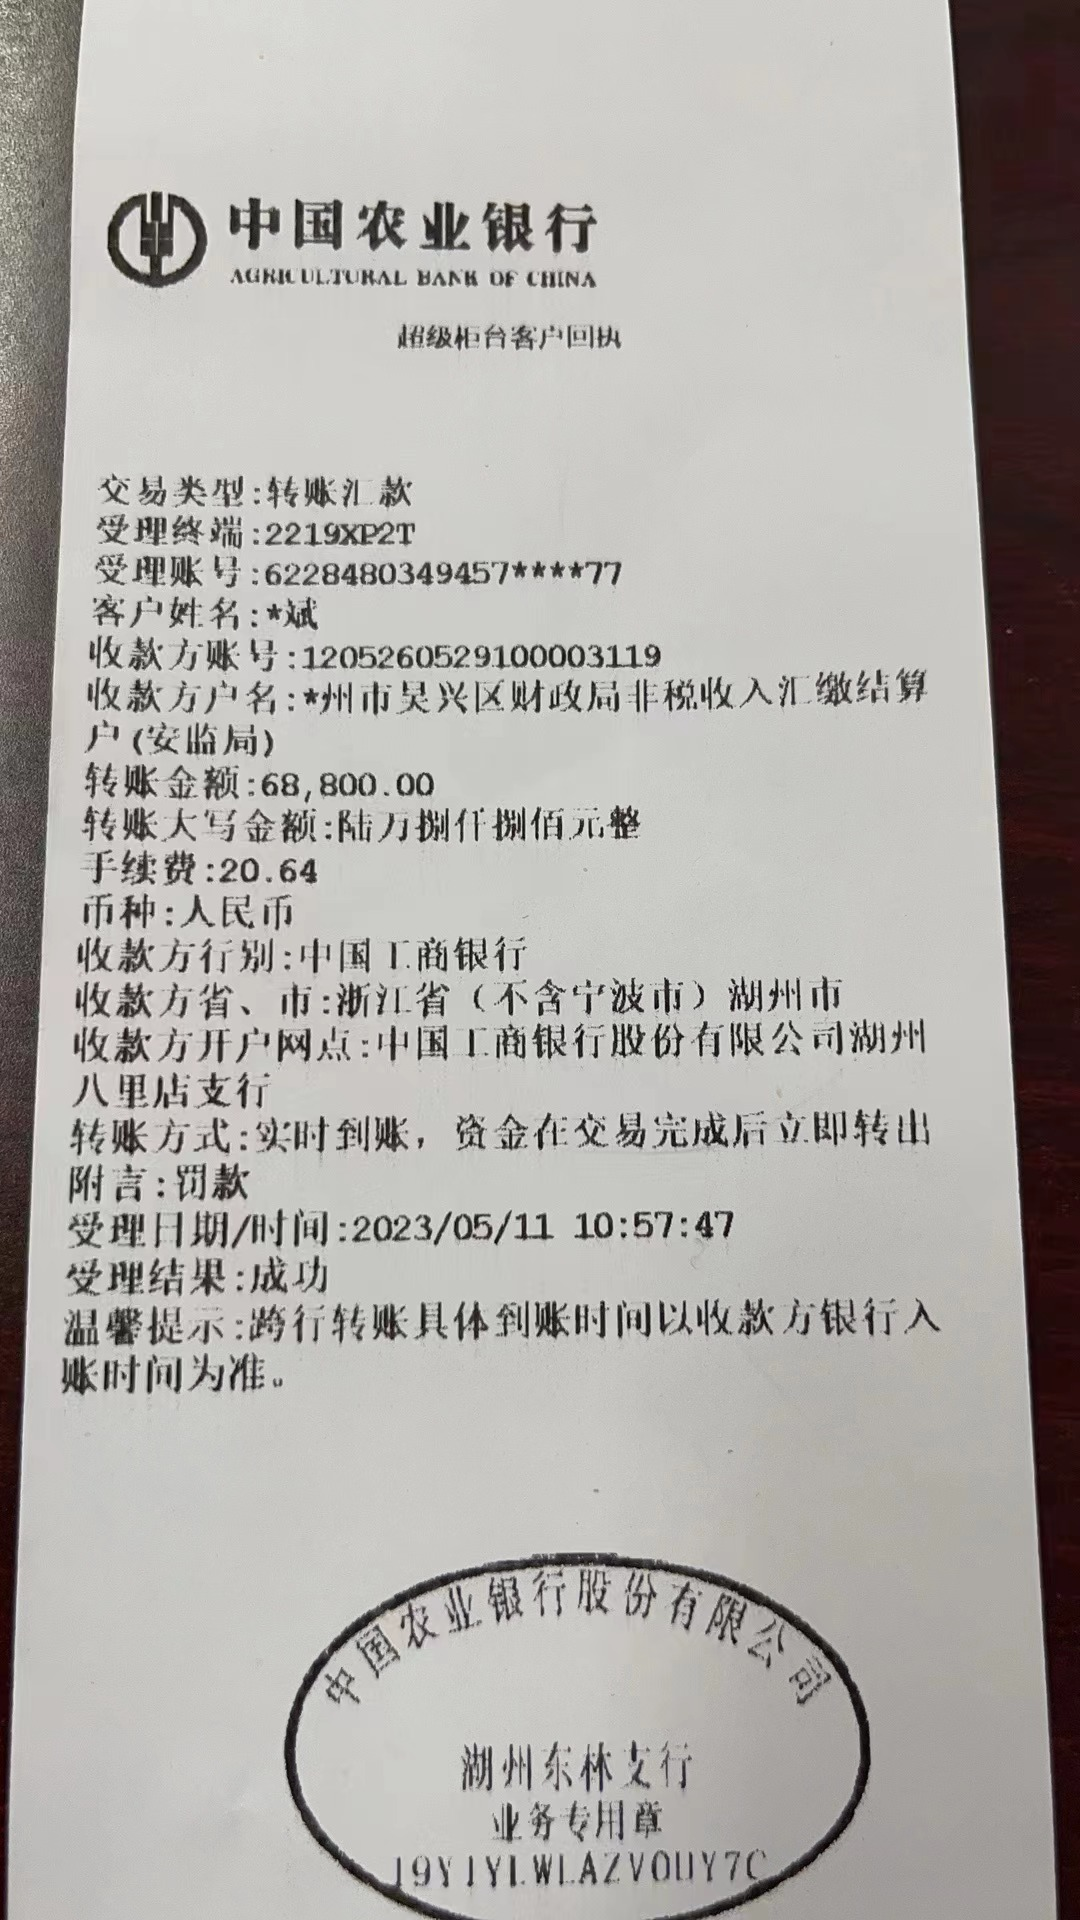 中国农业银行
AGRICULTURAL BANK OF CHINA
超级柜台客户回执
交易类型:转账汇款
受理终端:2219XP2T
受理账号:6228480349457****77
客户姓名:*斌
收款方账号:1205260529100003119
收款方户名:*州市吴兴区财政局非税收入汇缴结算
户(安监局)
转账金额:68,800.00
转账大写金额:陆万捌仟捌佰元整
手续费:20.64
币种:人民币
收款方行别:中国工商银行
收款方省、市:浙江省（不含宁波市）湖州市
收款方开户网点:中国工商银行股份有限公司湖州
八里店支行
转账方式:实时到账，资金在交易完成后立即转出
附言:罚款
受理日期/时间:2023/05/11 10:57:47
受理结果:成功
温馨提示:跨行转账具体到账时间以收款方银行入
账时间为准。
中国农业银行股份有限公司
湖州东林支行
业务专用章